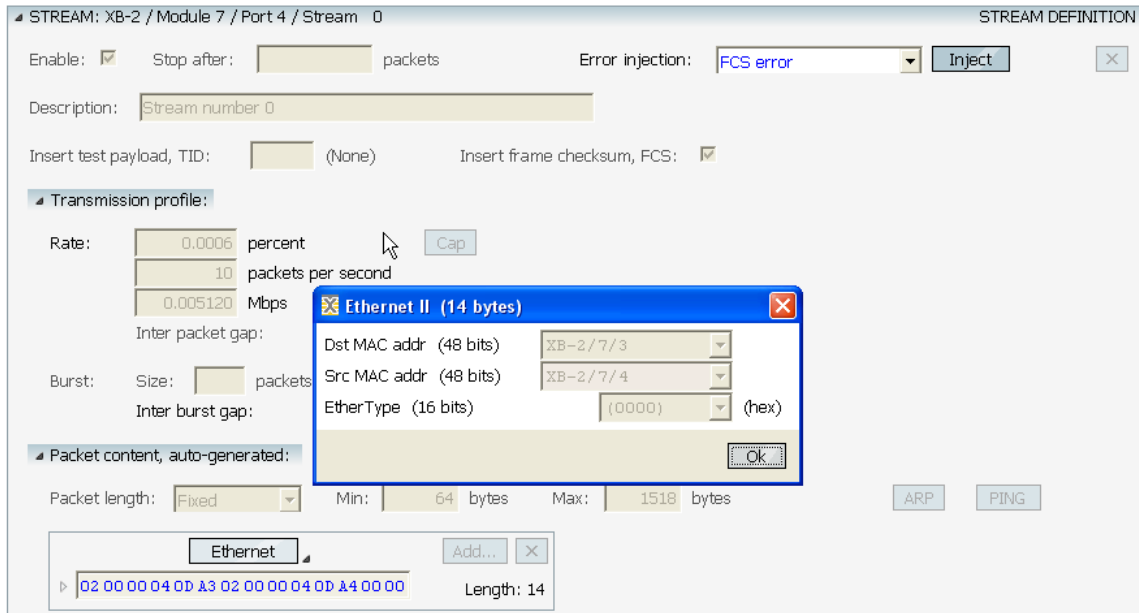 STREAM: XB-2 / Module 7 / Port 4 / Stream 0 STREAM DEFINITION
Enable: Stop after: packets Error injection: FCS error Inject
Description: Stream number 0
Insert test payload, TID: (None) Insert frame checksum, FCS:
Transmission profile:
Rate: 0.0006 percent Cap
10 packets per second
0.005120 Mbps
Inter packet gap:
Burst: Size: packets
Inter burst gap:
Ethernet II (14 bytes)
Dst MAC addr (48 bits) XB-2/7/3
Src MAC addr (48 bits) XB-2/7/4
EtherType (16 bits) (0000) (hex)
Ok
Packet content, auto-generated:
Packet length: Fixed Min: 64 bytes Max: 1518 bytes ARP PING
Ethernet Add...
02 00 00 04 0D A3 02 00 00 04 0D A4 00 00 Length: 14